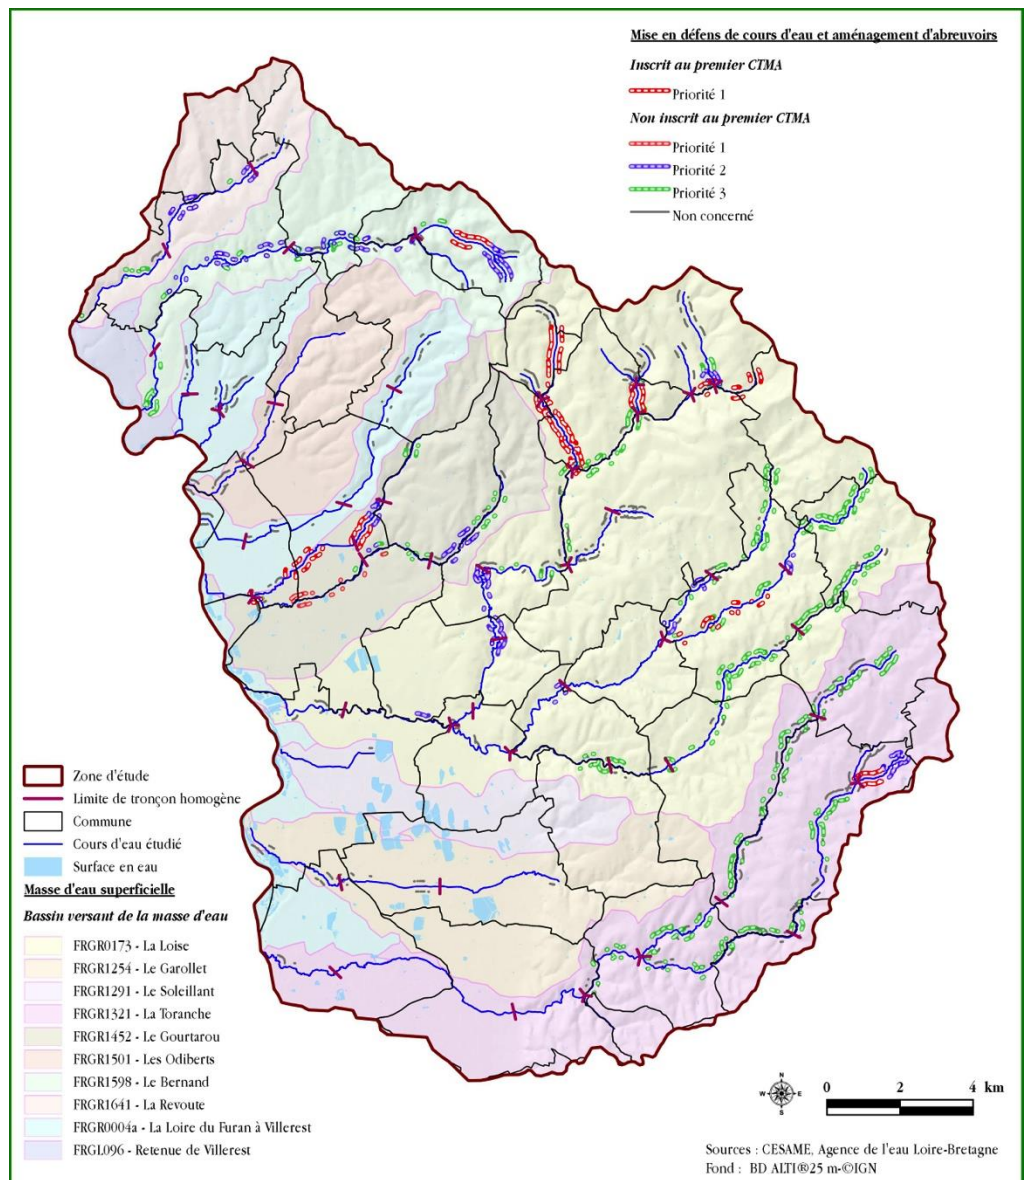 Mise en défens de cours d'eau et aménagement d'abreuvoirs
Inscrit au premier CTMA
Priorité 1
Non inscrit au premier CTMA
Priorité 1
Priorité 2
Priorité 3
Non concerné
Zone d'étude
Limite de tronçon homogène
Commune
Cours d'eau étudié
Surface en eau
Masse d'eau superficielle
Bassin versant de la masse d'eau
FRGR0173 - La Loise
FRGR1254 - Le Garollet
FRGR1291 - Le Soleillant
FRGR1321 - La Toranche
FRGR1452 - Le Gourtarou
FRGR1501 - Les Odiberts
FRGR1598 - Le Bernand
FRGR1641 - La Revoute
FRGR0004a - La Loire du Furan à Villerest
FRGL096 - Retenue de Villerest
N
W E
S
0 2 4 km
Sources : CESAME, Agence de l'eau Loire-Bretagne
Fond : BD ALTI®25 m-©IGN